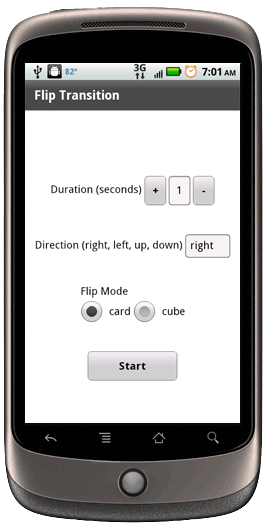 82° 3G 7:01 AM
Flip Transition
Duration (seconds) + 1 -
Direction (right, left, up, down) right
Flip Mode
card cube
Start